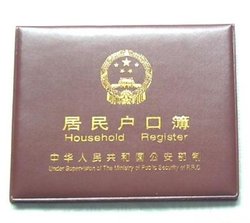 居民户口簿
Household Register
中华人民共和国公安部制
Under Supervision of The Ministry of Public Security of P.R.C